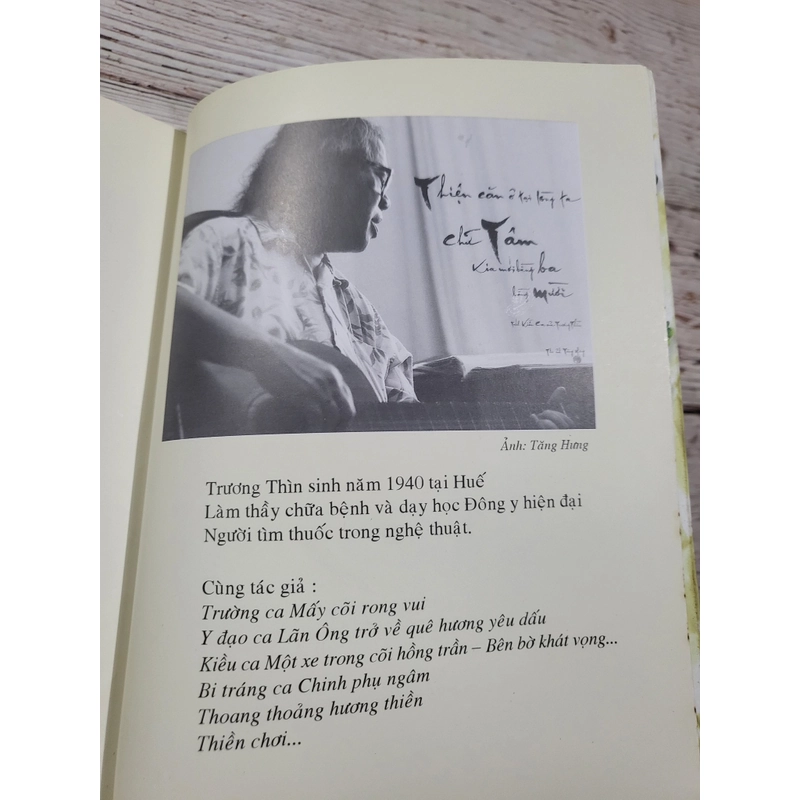 Thiện căn ở tại lòng ta
chữ Tâm
kia mới bằng ba
bằng mười
Ảnh: Tăng Hưng
Trương Thìn sinh năm 1940 tại Huế
Làm thầy chữa bệnh và dạy học Đông y hiện đại
Người tìm thuốc trong nghệ thuật.
Cùng tác giả :
Trường ca Mấy cõi rong vui
Y đạo ca Lãn Ông trở về quê hương yêu dấu
Kiều ca Một xe trong cõi hồng trần – Bên bờ khát vọng...
Bi tráng ca Chinh phụ ngâm
Thoang thoảng hương thiền
Thiền chơi...